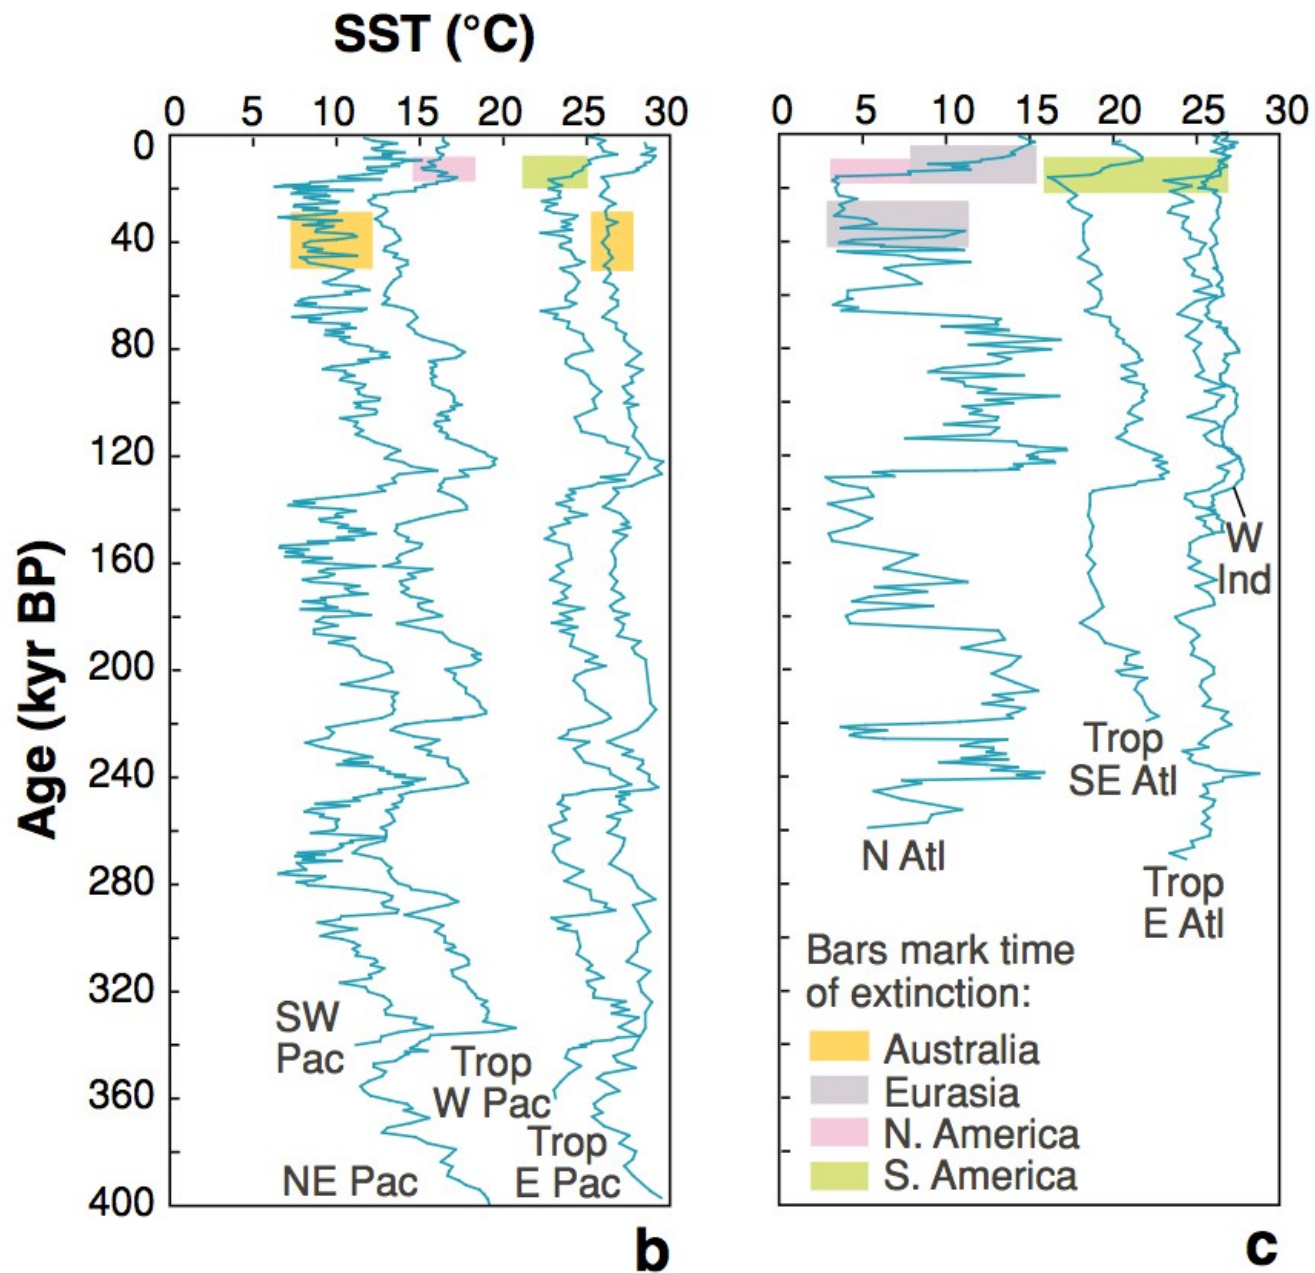 SST (°C)
0 5 10 15 20 25 30
0 5 10 15 20 25 30
Age (kyr BP)
0
40
80
120
160
200
240
280
320
360
400
SW
Pac
NE Pac
Trop
W Pac
Trop
E Pac
b
W
Ind
Trop
SE Atl
N Atl
Trop
E Atl
Bars mark time
of extinction:
Australia
Eurasia
N. America
S. America
c